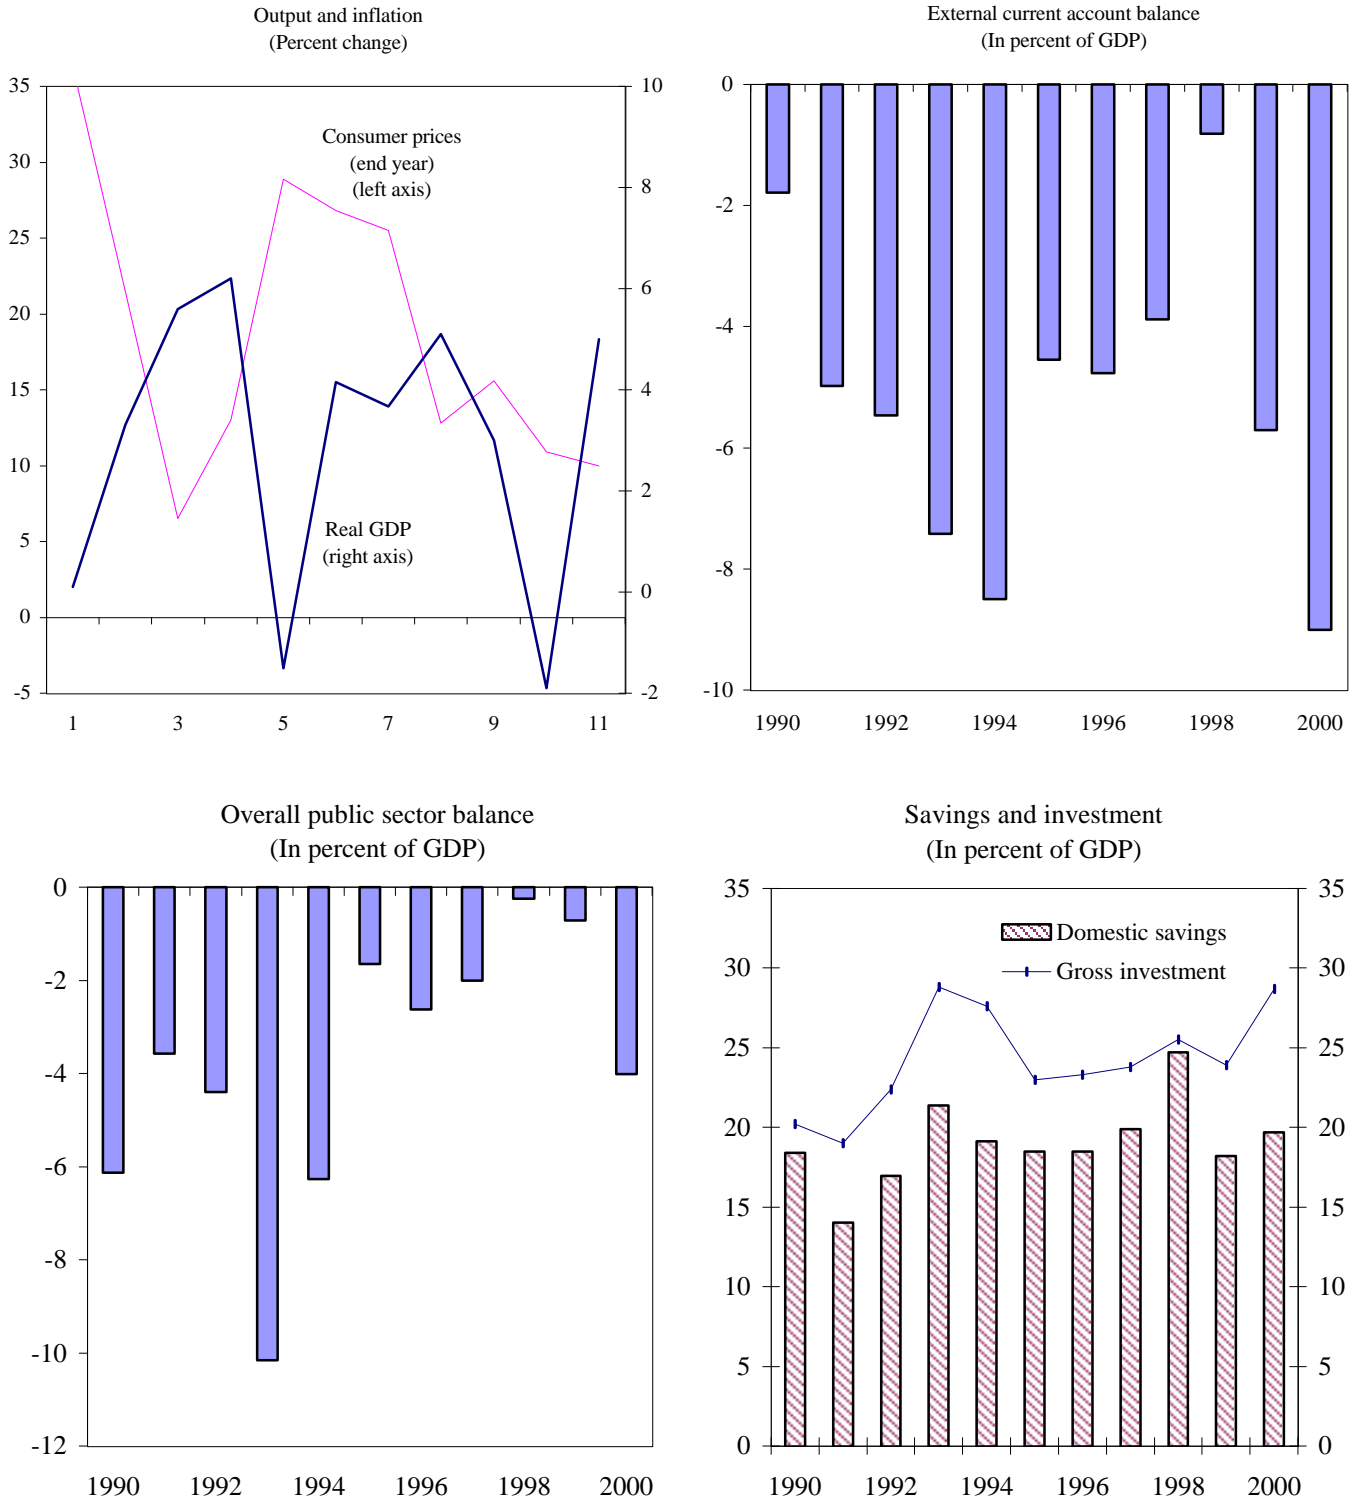 Output and inflation
(Percent change)
35
30
25
20
15
10
5
0
-5
10
8
6
4
2
0
-2
Consumer prices
(end year)
(left axis)
Real GDP
(right axis)
1 3 5 7 9 11
External current account balance
(In percent of GDP)
0
-2
-4
-6
-8
-10
1990 1992 1994 1996 1998 2000
Overall public sector balance
(In percent of GDP)
0
-2
-4
-6
-8
-10
-12
1990 1992 1994 1996 1998 2000
Savings and investment
(In percent of GDP)
35
30
25
20
15
10
5
0
Domestic savings
Gross investment
35
30
25
20
15
10
5
0
1990 1992 1994 1996 1998 2000